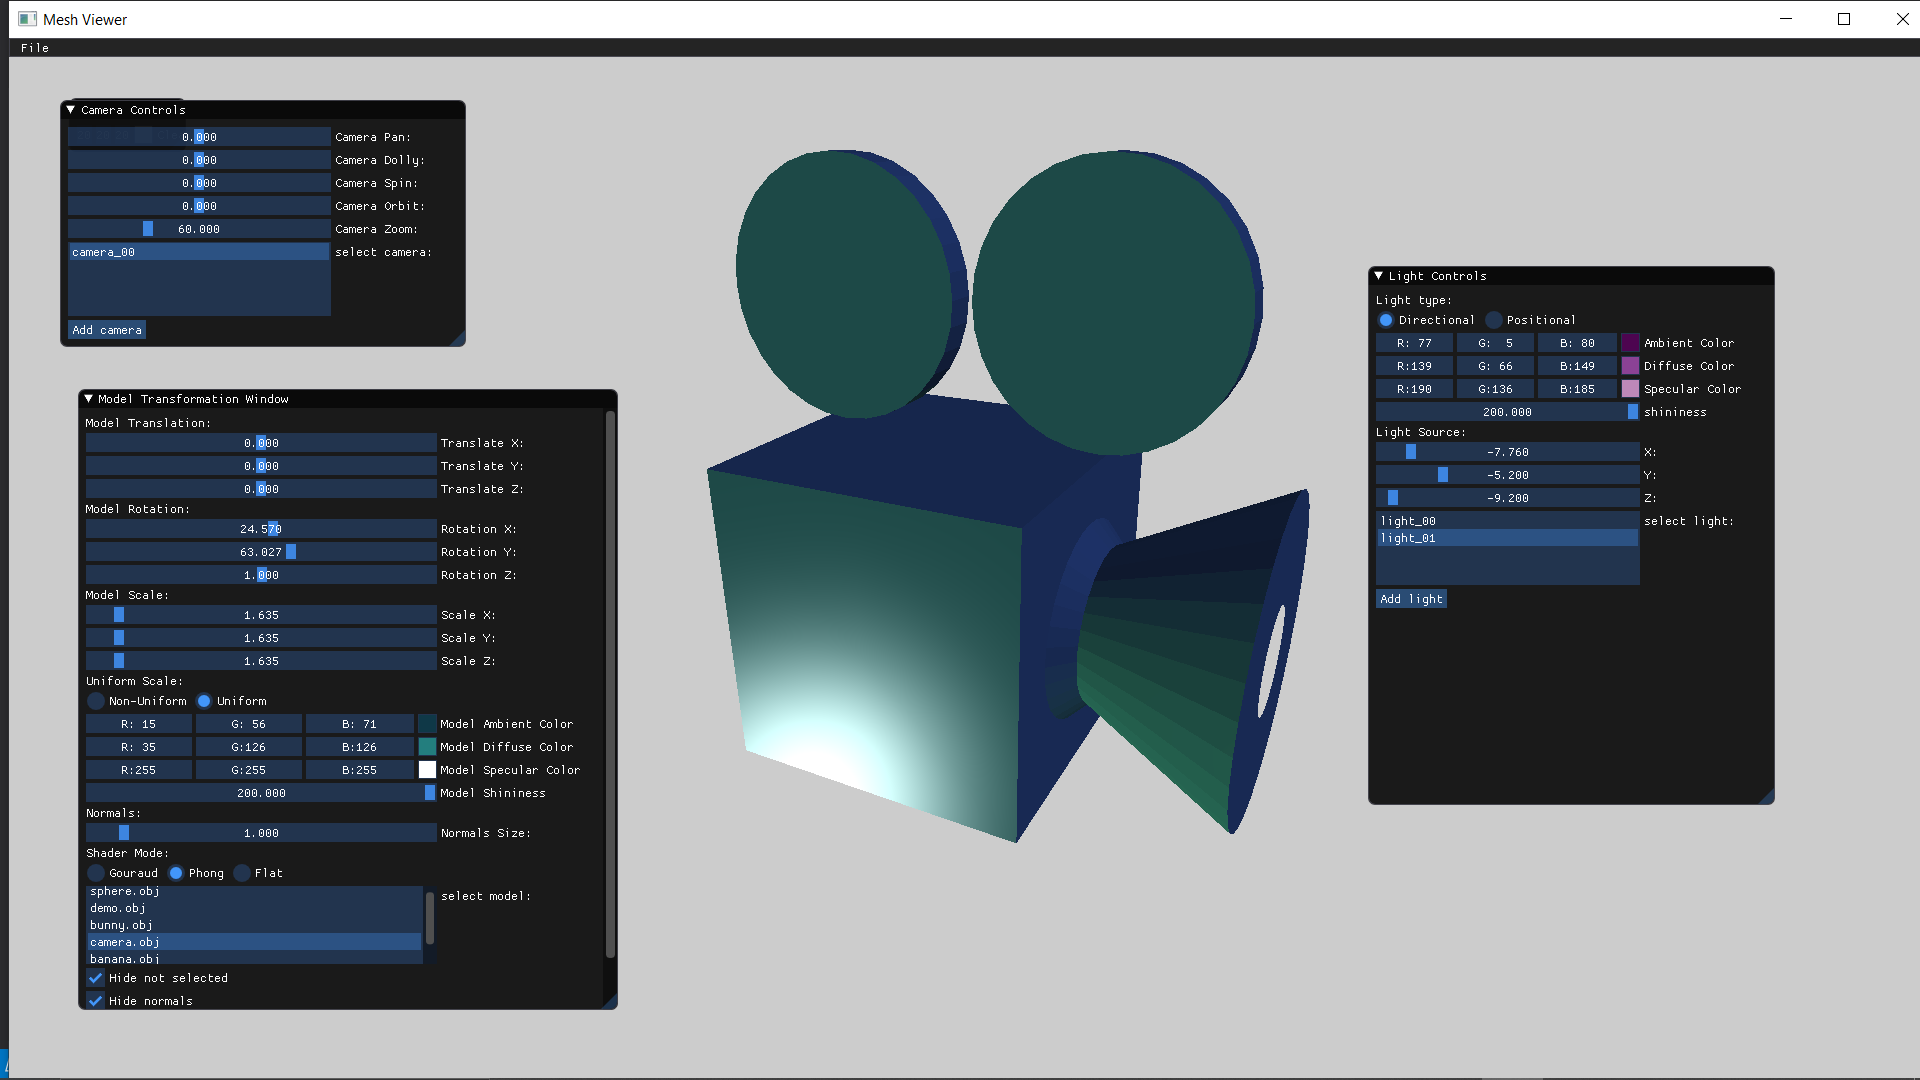 Mesh Viewer
File
Camera Controls
0.000 Camera Pan:
0.000 Camera Dolly:
0.000 Camera Spin:
0.000 Camera Orbit:
60.000 Camera Zoom:
camera_00 select camera:
Add camera
Model Transformation Window
Model Translation:
0.000 Translate X:
0.000 Translate Y:
0.000 Translate Z:
Model Rotation:
24.570 Rotation X:
63.027 Rotation Y:
1.000 Rotation Z:
Model Scale:
1.635 Scale X:
1.635 Scale Y:
1.635 Scale Z:
Uniform Scale:
Non-Uniform Uniform
R: 15 G: 56 B: 71 Model Ambient Color
R: 35 G:126 B:126 Model Diffuse Color
R:255 G:255 B:255 Model Specular Color
200.000 Model Shininess
Normals:
1.000 Normals Size:
Shader Mode:
Gouraud Phong Flat
sphere.obj select model:
demo.obj
bunny.obj
camera.obj
banana.obj
Hide not selected
Hide normals
Light Controls
Light type:
Directional Positional
R: 77 G: 5 B: 80 Ambient Color
R:139 G: 66 B:149 Diffuse Color
R:190 G:136 B:185 Specular Color
200.000 shininess
Light Source:
-7.760 X:
-5.200 Y:
-9.200 Z:
light_00 select light:
light_01
Add light